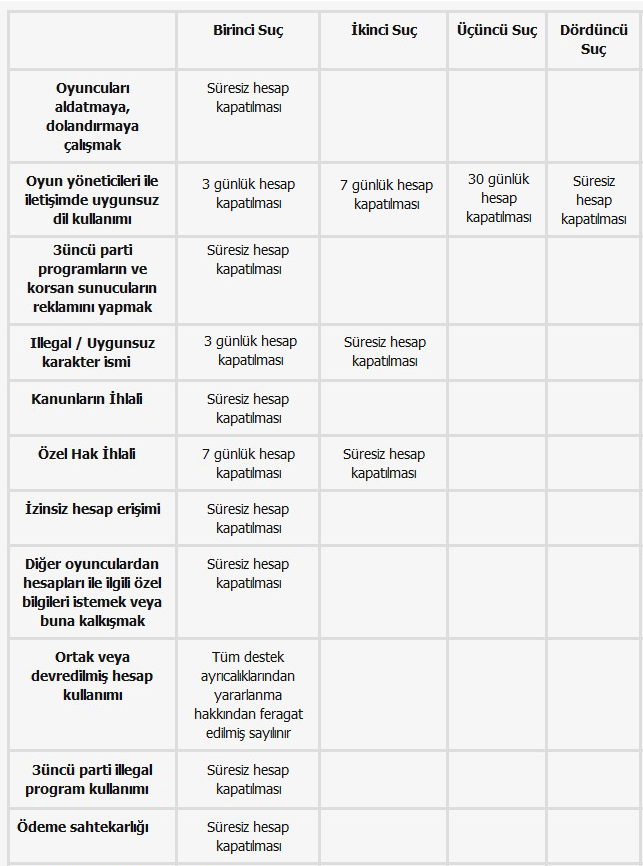 Birinci Suç
İkinci Suç
Üçüncü Suç
Dördüncü
Suç
Oyuncuları
aldatmaya,
dolandırmaya
çalışmak
Süresiz hesap
kapatılması
Oyun yöneticileri ile
iletişimde uygunsuz
dil kullanımı
3 günlük hesap
kapatılması
7 günlük hesap
kapatılması
30 günlük
hesap
kapatılması
Süresiz
hesap
kapatılması
3üncü parti
programların ve
korsan sunucuların
reklamını yapmak
Süresiz hesap
kapatılması
Illegal / Uygunsuz
karakter ismi
3 günlük hesap
kapatılması
Süresiz hesap
kapatılması
Kanunların İhlali
Süresiz hesap
kapatılması
Özel Hak İhlali
7 günlük hesap
kapatılması
Süresiz hesap
kapatılması
İzinsiz hesap erişimi
Süresiz hesap
kapatılması
Diğer oyunculardan
hesapları ile ilgili özel
bilgileri istemek veya
buna kalkışmak
Süresiz hesap
kapatılması
Ortak veya
devredilmiş hesap
kullanımı
Tüm destek
ayrıcalıklarından
yararlanma
hakkından feragat
edilmiş sayılınır
3üncü parti illegal
program kullanımı
Süresiz hesap
kapatılması
Ödeme sahtekarlığı
Süresiz hesap
kapatılması